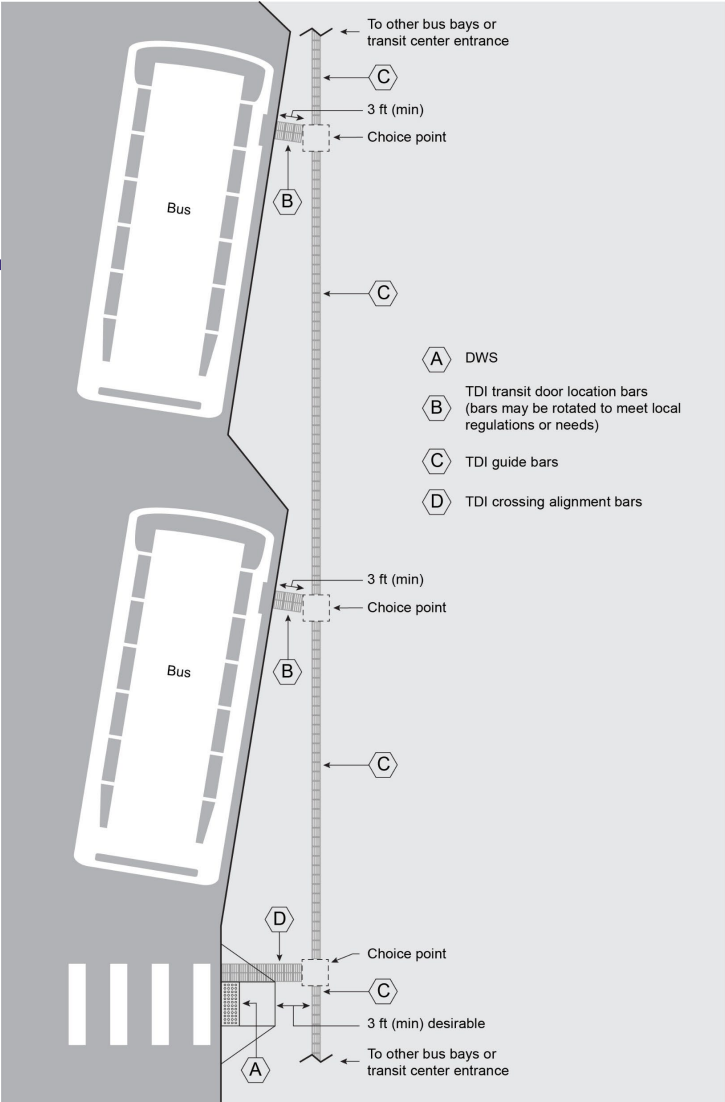 To other bus bays or
transit center entrance
C
3 ft (min)
Choice point
B
Bus
C
A DWS
B TDI transit door location bars
(bars may be rotated to meet local
regulations or needs)
C TDI guide bars
D TDI crossing alignment bars
3 ft (min)
Choice point
B
Bus
C
D
Choice point
C
3 ft (min) desirable
A
To other bus bays or
transit center entrance